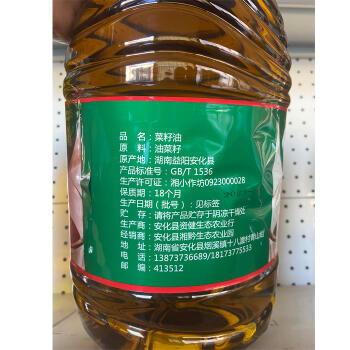 品 名：菜籽油
原 料：油菜籽
原产地：湖南益阳安化县
产品标准号：GB/T 1536
生产许可证：湘小作坊0923000028
保质期：18个月
生产日期（批号）：见标签
贮 存：请将产品贮存于阴凉干燥处
生产商：安化县资健生态农业行
经销商：安化县湘黔生态农业园
地 址：湖南省安化县烟溪镇十八渡村
电 话：13873736689/18173775533
邮 编：413512